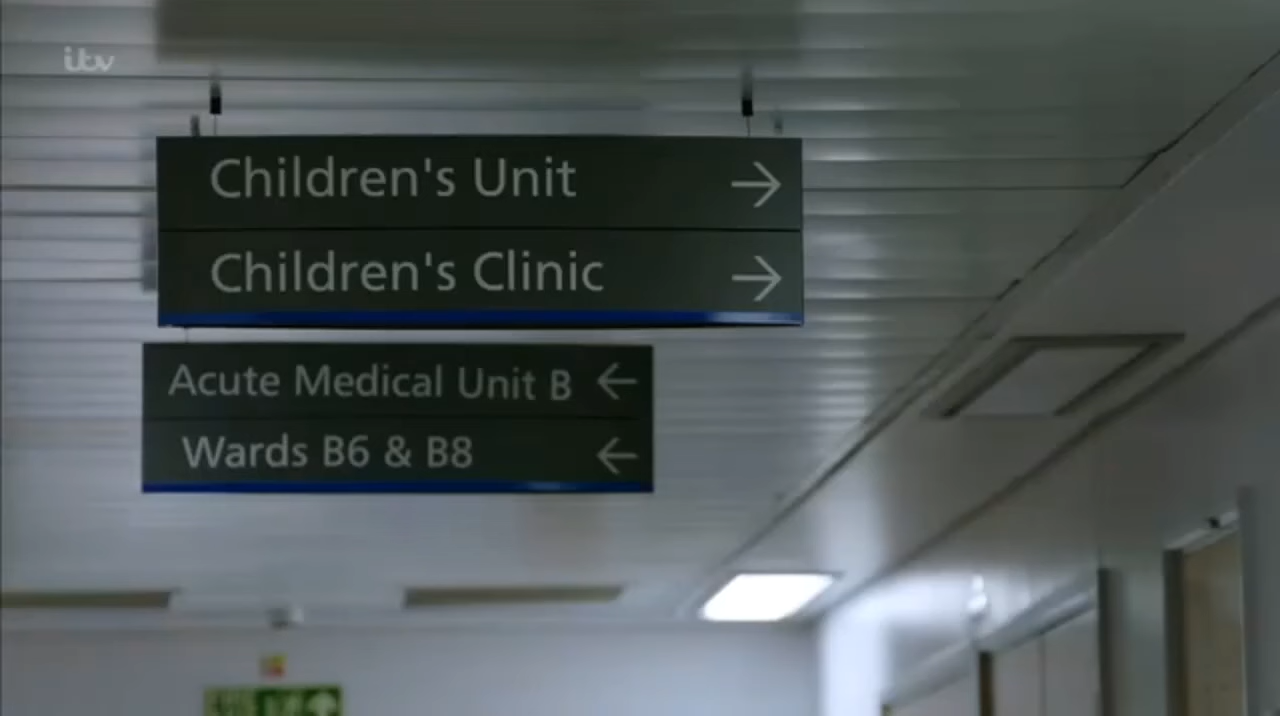 itv
Children's Unit →
Children's Clinic →
Acute Medical Unit B ←
Wards B6 & B8 ←